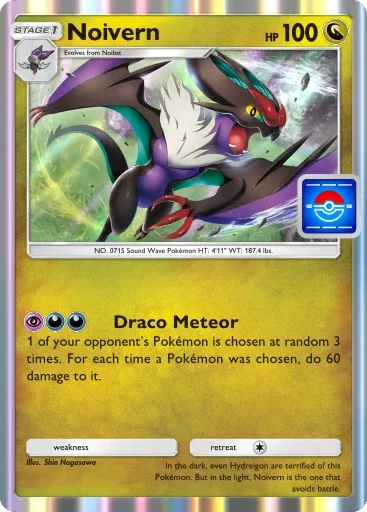 STAGE 1
Noivern
HP 100
Evolves from Noibat
NO. 0715 Sound Wave Pokémon HT: 4'11" WT: 187.4 lbs.
Draco Meteor
1 of your opponent's Pokémon is chosen at random 3
times. For each time a Pokémon was chosen, do 60
damage to it.
weakness
retreat
Illus. Shin Nagasawa
In the dark, even Hydreigon are terrified of this
Pokémon. But in the light, Noivern is the one that
avoids battle.